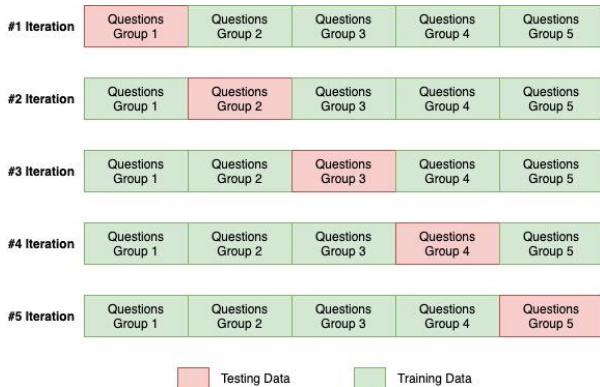 #1 Iteration
Questions Group 1
Questions Group 2
Questions Group 3
Questions Group 4
Questions Group 5
#2 Iteration
Questions Group 1
Questions Group 2
Questions Group 3
Questions Group 4
Questions Group 5
#3 Iteration
Questions Group 1
Questions Group 2
Questions Group 3
Questions Group 4
Questions Group 5
#4 Iteration
Questions Group 1
Questions Group 2
Questions Group 3
Questions Group 4
Questions Group 5
#5 Iteration
Questions Group 1
Questions Group 2
Questions Group 3
Questions Group 4
Questions Group 5
Testing Data
Training Data